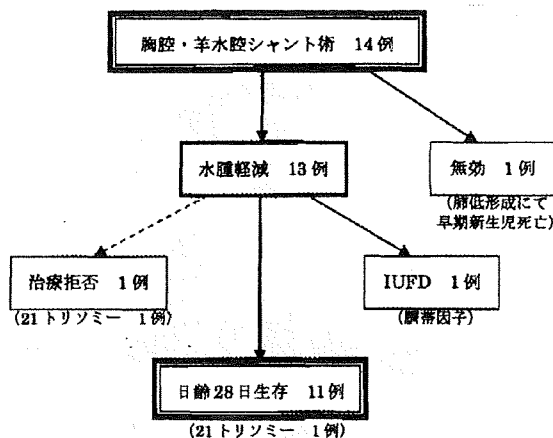 胸腔・羊水腔シャント術 14例
水腫軽減 13例
無効 1例
(肺低形成にて
早期新生児死亡)
治療拒否 1例
(21トリソミー 1例)
IUFD 1例
(臍帯因子)
日齢28日生存 11例
(21トリソミー 1例)